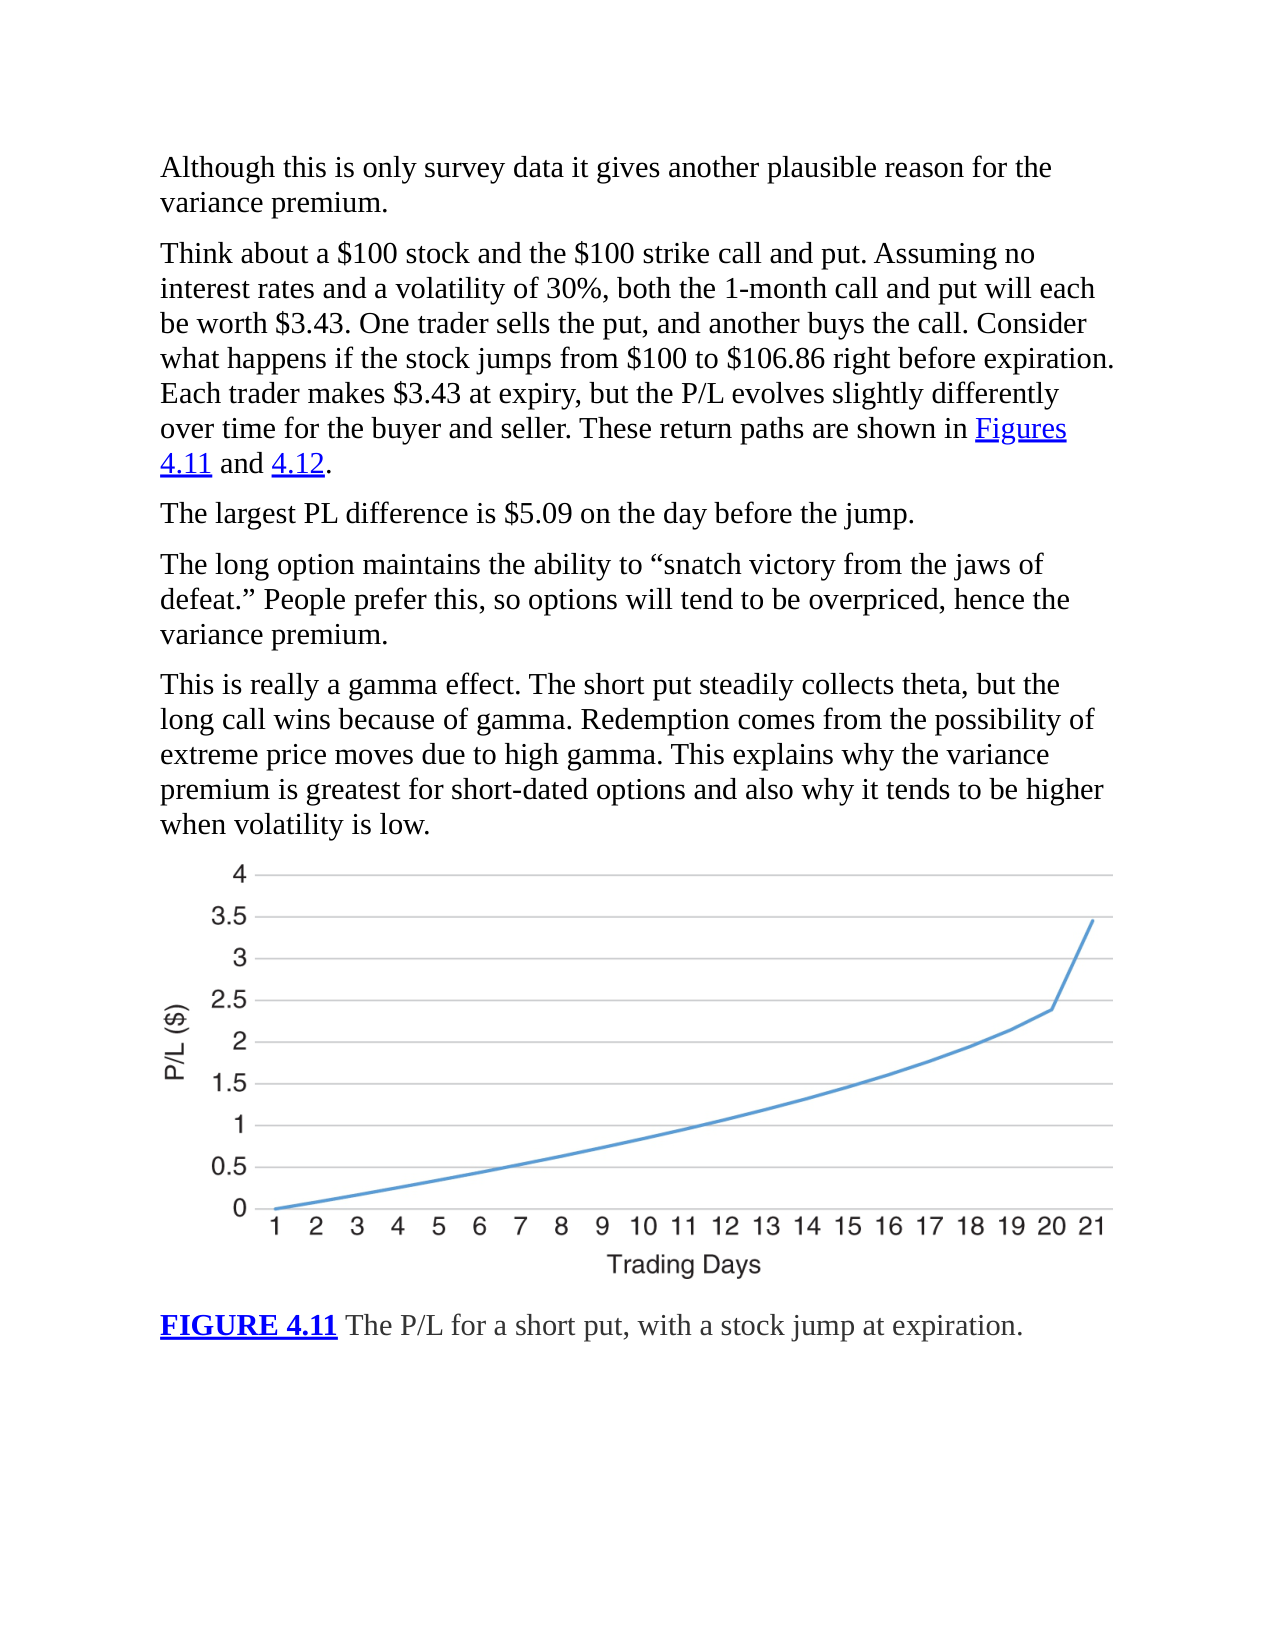 Although this is only survey data it gives another plausible reason for the
variance premium.
Think about a $100 stock and the $100 strike call and put. Assuming no
interest rates and a volatility of 30%, both the 1-month call and put will each
be worth $3.43. One trader sells the put, and another buys the call. Consider
what happens if the stock jumps from $100 to $106.86 right before expiration.
Each trader makes $3.43 at expiry, but the P/L evolves slightly differently
over time for the buyer and seller. These return paths are shown in Figures
4.11 and 4.12.
The largest PL difference is $5.09 on the day before the jump.
The long option maintains the ability to “snatch victory from the jaws of
defeat.” People prefer this, so options will tend to be overpriced, hence the
variance premium.
This is really a gamma effect. The short put steadily collects theta, but the
long call wins because of gamma. Redemption comes from the possibility of
extreme price moves due to high gamma. This explains why the variance
premium is greatest for short-dated options and also why it tends to be higher
when volatility is low.
4
3.5
3
2.5
2
1.5
1
0.5
0
P/L ($)
1 2 3 4 5 6 7 8 9 10 11 12 13 14 15 16 17 18 19 20 21
Trading Days
FIGURE 4.11 The P/L for a short put, with a stock jump at expiration.